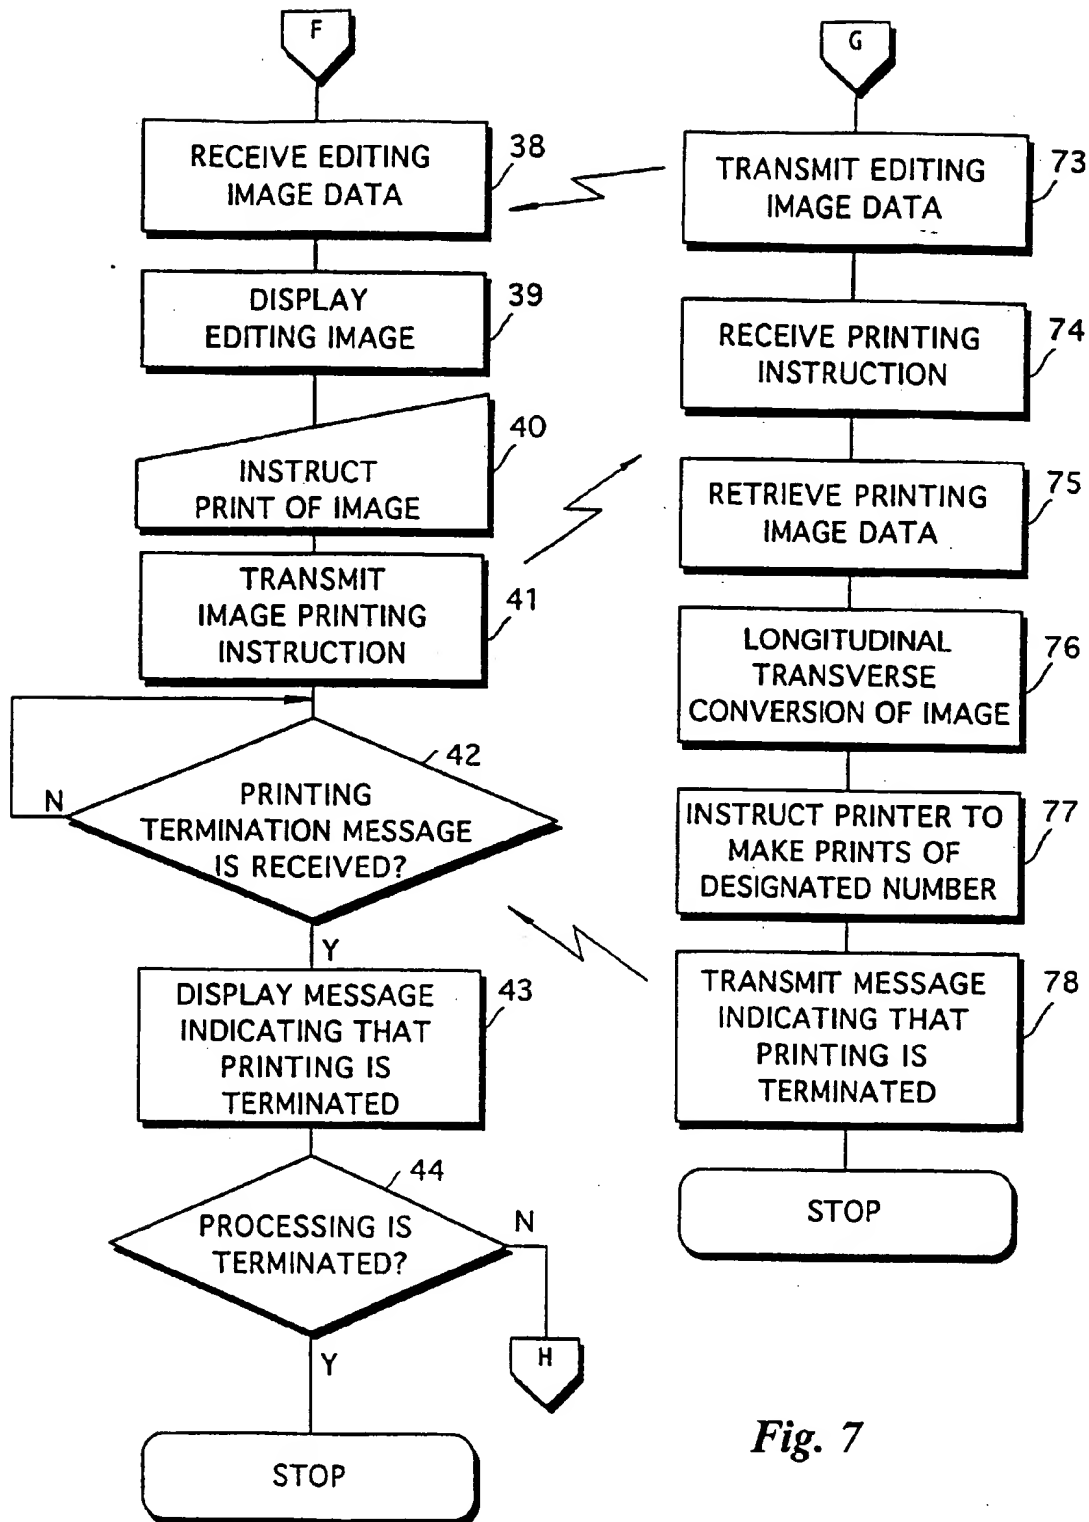 F
RECEIVE EDITING
IMAGE DATA
38
DISPLAY
EDITING IMAGE
39
INSTRUCT
PRINT OF IMAGE
40
TRANSMIT
IMAGE PRINTING
INSTRUCTION
41
PRINTING
TERMINATION MESSAGE
IS RECEIVED?
42
N
Y
DISPLAY MESSAGE
INDICATING THAT
PRINTING IS
TERMINATED
43
PROCESSING IS
TERMINATED?
44
N
H
Y
STOP
G
TRANSMIT EDITING
IMAGE DATA
73
RECEIVE PRINTING
INSTRUCTION
74
RETRIEVE PRINTING
IMAGE DATA
75
LONGITUDINAL
TRANSVERSE
CONVERSION OF IMAGE
76
INSTRUCT PRINTER TO
MAKE PRINTS OF
DESIGNATED NUMBER
77
TRANSMIT MESSAGE
INDICATING THAT
PRINTING IS
TERMINATED
78
STOP
Fig. 7